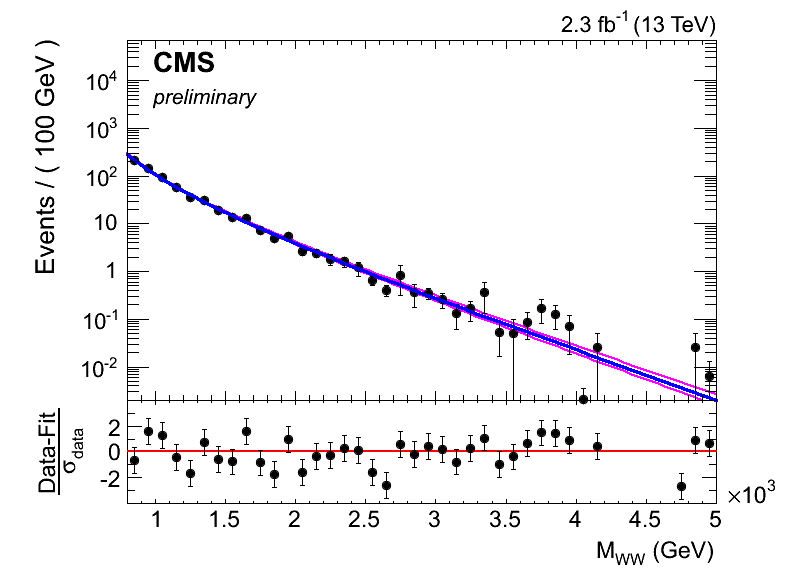 2.3 fb⁻¹ (13 TeV)
CMS
preliminary
Events / ( 100 GeV )
10⁴
10³
10²
10
1
10⁻¹
10⁻²
Data-Fit
σ_data
2
0
-2
1 1.5 2 2.5 3 3.5 4 4.5 5
×10³
M_WW (GeV)